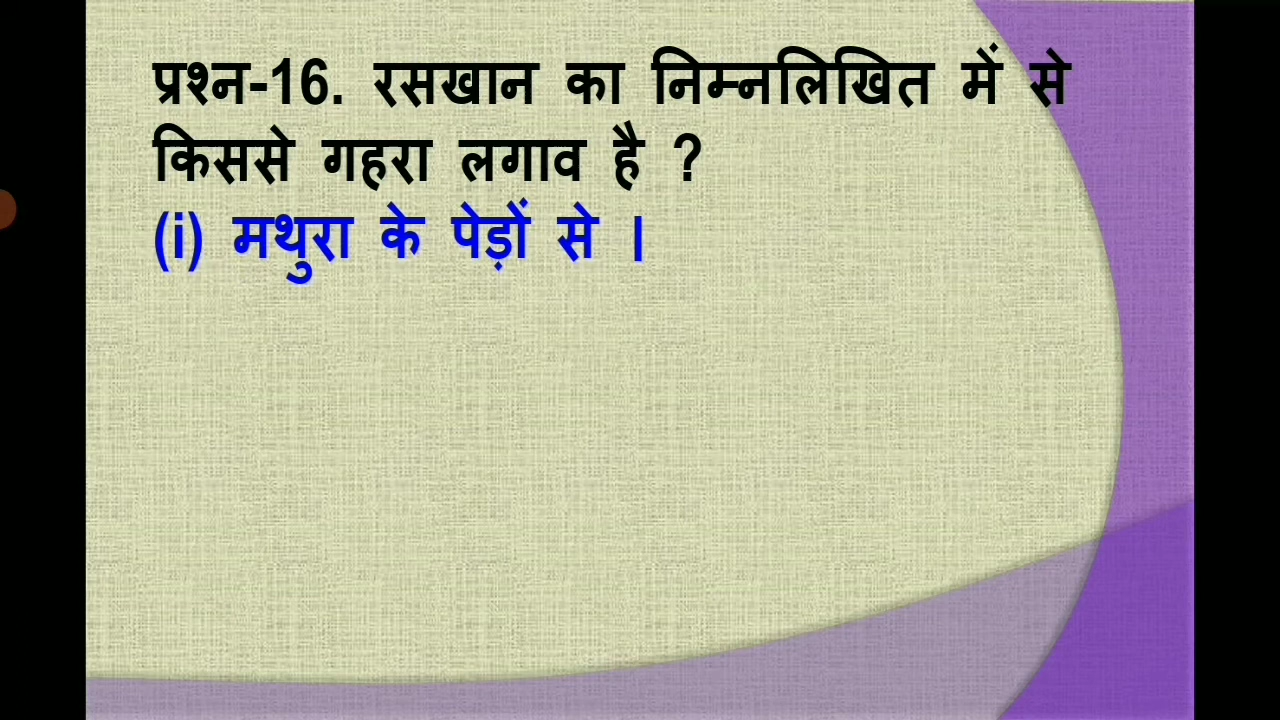 प्रश्न-16. रसखान का निम्नलिखित में से
किससे गहरा लगाव है ?
(i) मथुरा के पेड़ों से ।